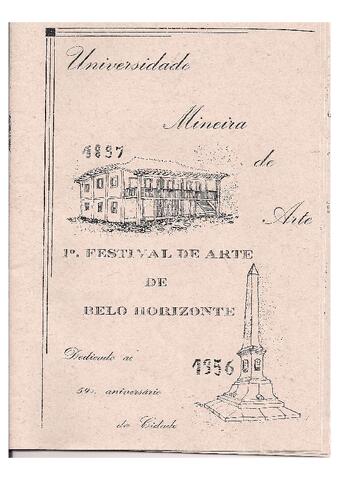 Universidade
Mineira
de
Arte
1897
1º. FESTIVAL DE ARTE
DE
BELO HORIZONTE
Dedicado ao
59º. aniversário
da Cidade
1956